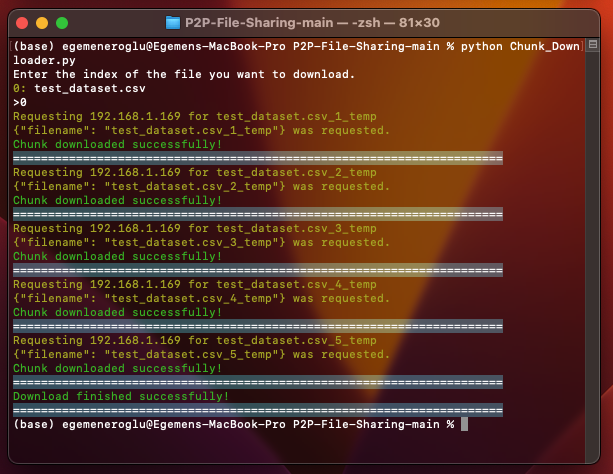 P2P-File-Sharing-main — -zsh — 81×30
[(base) egemeneroglu@Egemens-MacBook-Pro P2P-File-Sharing-main % python Chunk_Down]
loader.py
Enter the index of the file you want to download.
0: test_dataset.csv
>0
Requesting 192.168.1.169 for test_dataset.csv_1_temp
{"filename": "test_dataset.csv_1_temp"} was requested.
Chunk downloaded successfully!
======================================================================
Requesting 192.168.1.169 for test_dataset.csv_2_temp
{"filename": "test_dataset.csv_2_temp"} was requested.
Chunk downloaded successfully!
======================================================================
Requesting 192.168.1.169 for test_dataset.csv_3_temp
{"filename": "test_dataset.csv_3_temp"} was requested.
Chunk downloaded successfully!
======================================================================
Requesting 192.168.1.169 for test_dataset.csv_4_temp
{"filename": "test_dataset.csv_4_temp"} was requested.
Chunk downloaded successfully!
======================================================================
Requesting 192.168.1.169 for test_dataset.csv_5_temp
{"filename": "test_dataset.csv_5_temp"} was requested.
Chunk downloaded successfully!
======================================================================
Download finished successfully!
======================================================================
(base) egemeneroglu@Egemens-MacBook-Pro P2P-File-Sharing-main %